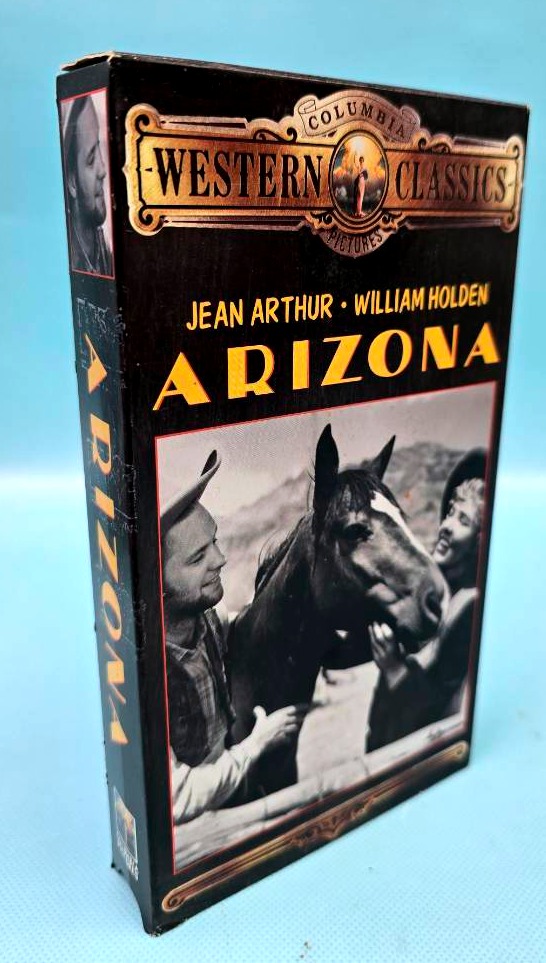 COLUMBIA
WESTERN CLASSICS
PICTURES
JEAN ARTHUR • WILLIAM HOLDEN
ARIZONA
ARIZONA